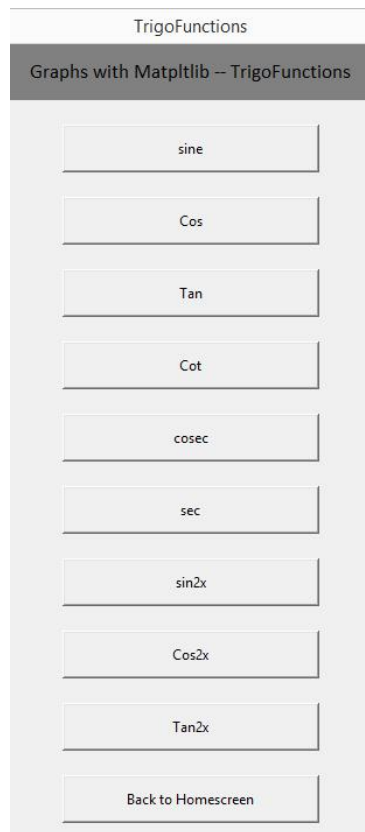 TrigoFunctions
Graphs with Matpltlib -- TrigoFunctions
sine
Cos
Tan
Cot
cosec
sec
sin2x
Cos2x
Tan2x
Back to Homescreen